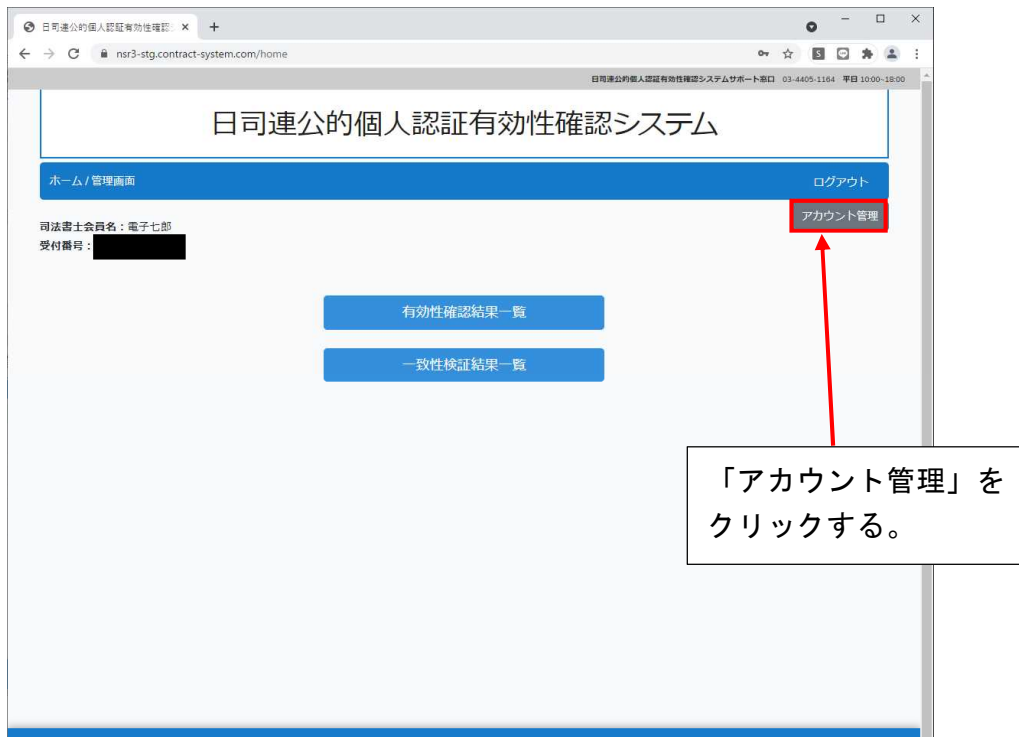 日司連公的個人認証有効性確認
nsr3-stg.contract-system.com/home
日司連公的個人認証有効性確認システムサポート窓口 03-4405-1164 平日 10:00~18:00
日司連公的個人認証有効性確認システム
ホーム / 管理画面
ログアウト
アカウント管理
司法書士会員名：電子七郎
受付番号：
有効性確認結果一覧
一致性検証結果一覧
「アカウント管理」を
クリックする。